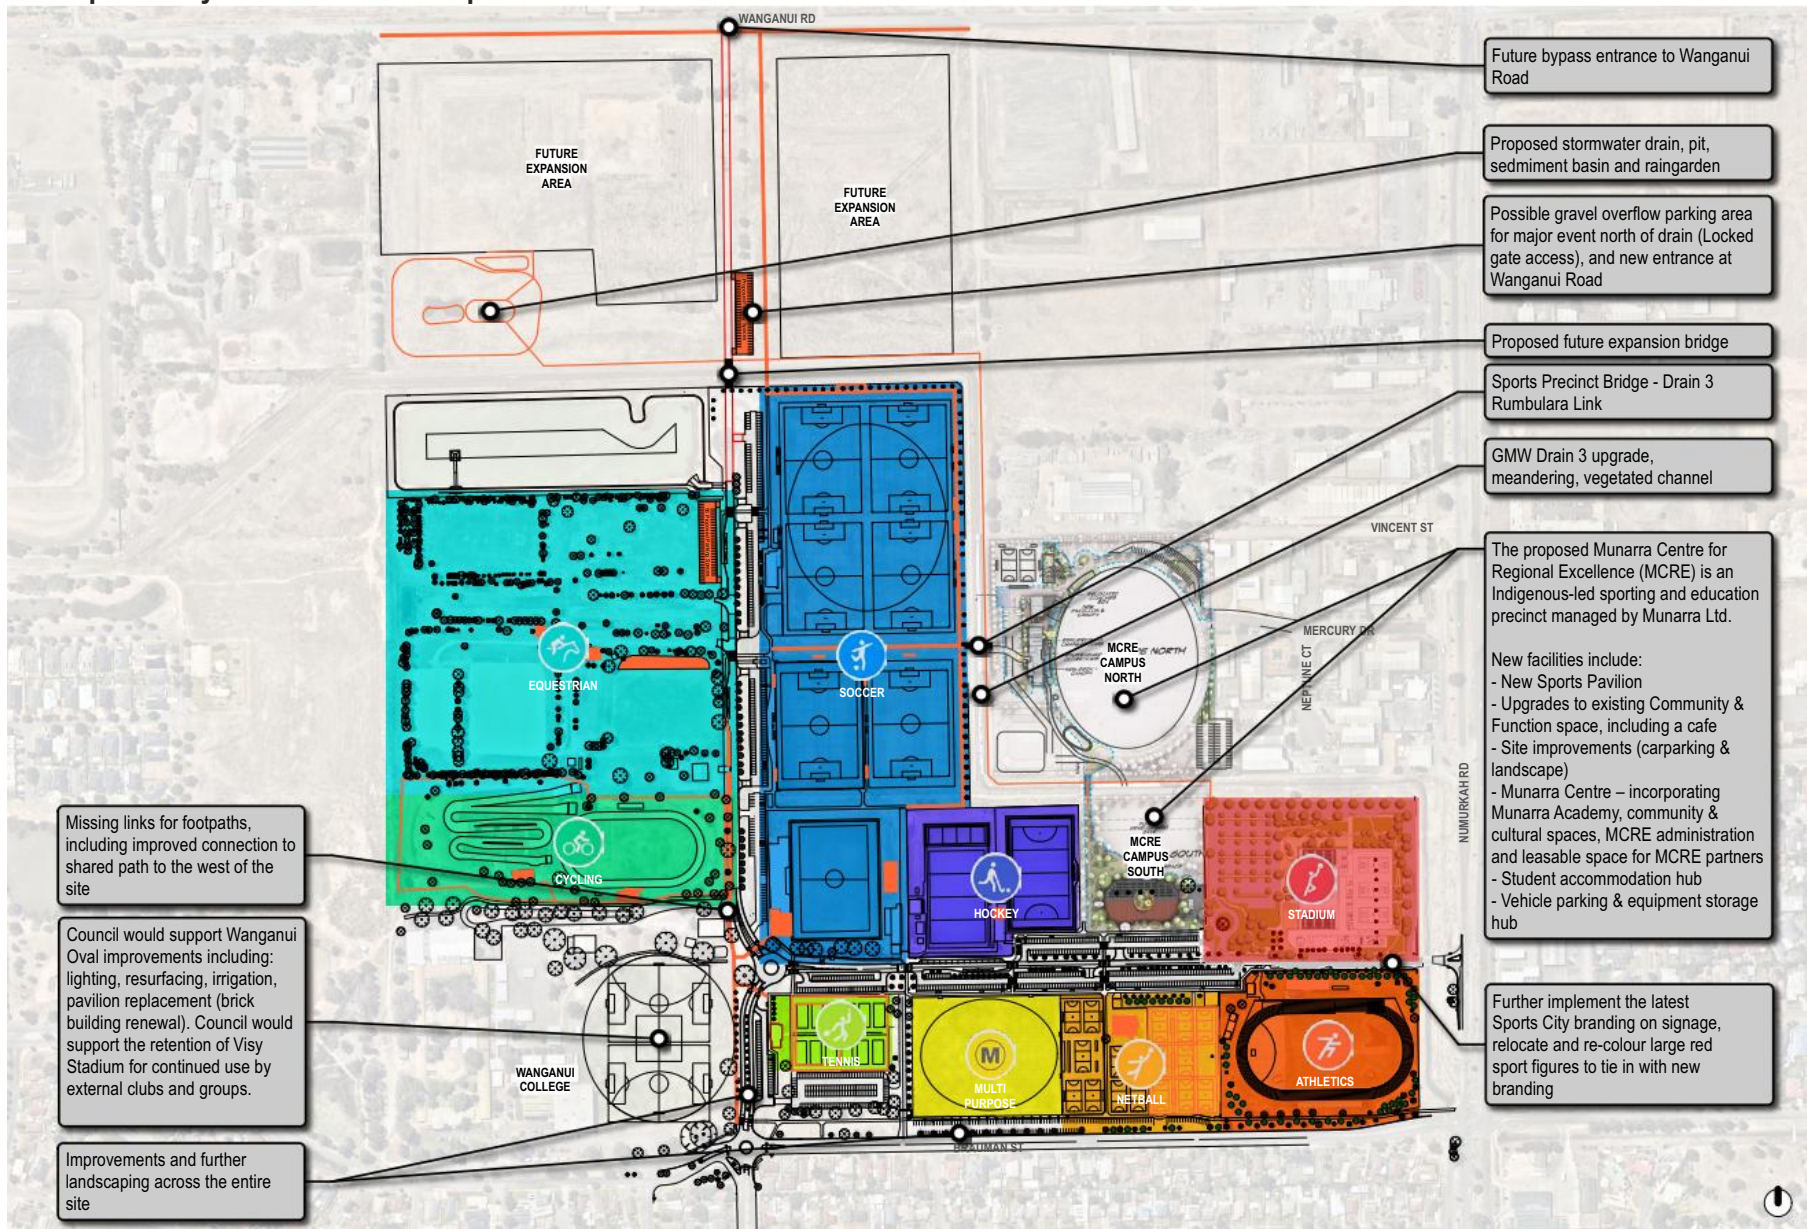 WANGANUI RD
Future bypass entrance to Wanganui
Road
Proposed stormwater drain, pit,
sedmiment basin and raingarden
Possible gravel overflow parking area
for major event north of drain (Locked
gate access), and new entrance at
Wanganui Road
Proposed future expansion bridge
Sports Precinct Bridge - Drain 3
Rumbulara Link
GMW Drain 3 upgrade,
meandering, vegetated channel
The proposed Munarra Centre for
Regional Excellence (MCRE) is an
Indigenous-led sporting and education
precinct managed by Munarra Ltd.
New facilities include:
- New Sports Pavilion
- Upgrades to existing Community &
Function space, including a cafe
- Site improvements (carparking &
landscape)
- Munarra Centre – incorporating
Munarra Academy, community &
cultural spaces, MCRE administration
and leasable space for MCRE partners
- Student accommodation hub
- Vehicle parking & equipment storage
hub
Further implement the latest
Sports City branding on signage,
relocate and re-colour large red
sport figures to tie in with new
branding
FUTURE
EXPANSION
AREA
FUTURE
EXPANSION
AREA
VINCENT ST
MERCURY DR
NEPTUNE CT
NUMURKAH RD
MCRE
CAMPUS
NORTH
NORTH
EQUESTRIAN
SOCCER
CYCLING
HOCKEY
MCRE
CAMPUS
SOUTH
SOUTH
STADIUM
WANGANUI
COLLEGE
TENNIS
M
MULTI
PURPOSE
NETBALL
ATHLETICS
BRAUMAN ST
Missing links for footpaths,
including improved connection to
shared path to the west of the
site
Council would support Wanganui
Oval improvements including:
lighting, resurfacing, irrigation,
pavilion replacement (brick
building renewal). Council would
support the retention of Visy
Stadium for continued use by
external clubs and groups.
Improvements and further
landscaping across the entire
site